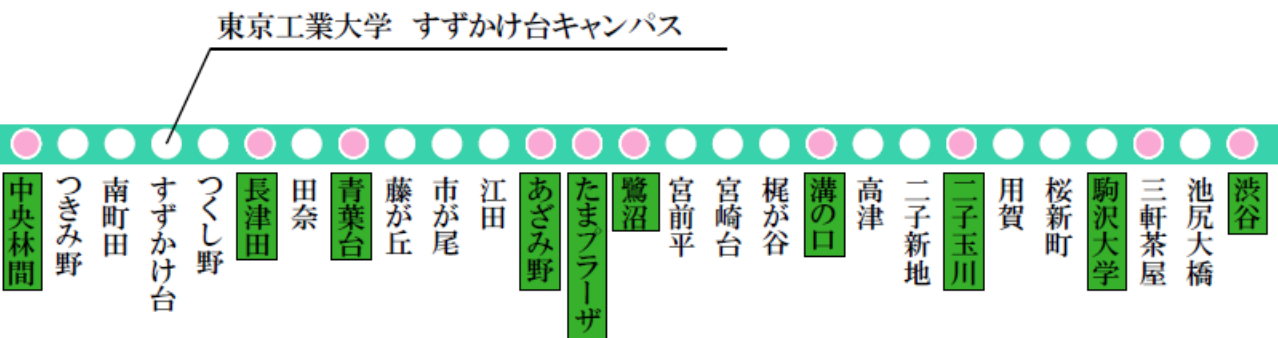 東京工業大学 すずかけ台キャンパス
中央林間
つきみ野
南町田
すずかけ台
つくし野
長津田
田奈
青葉台
藤が丘
市が尾
江田
あざみ野
たまプラーザ
鷺沼
宮前平
宮崎台
梶が谷
溝の口
高津
二子新地
二子玉川
用賀
桜新町
駒沢大学
三軒茶屋
池尻大橋
渋谷